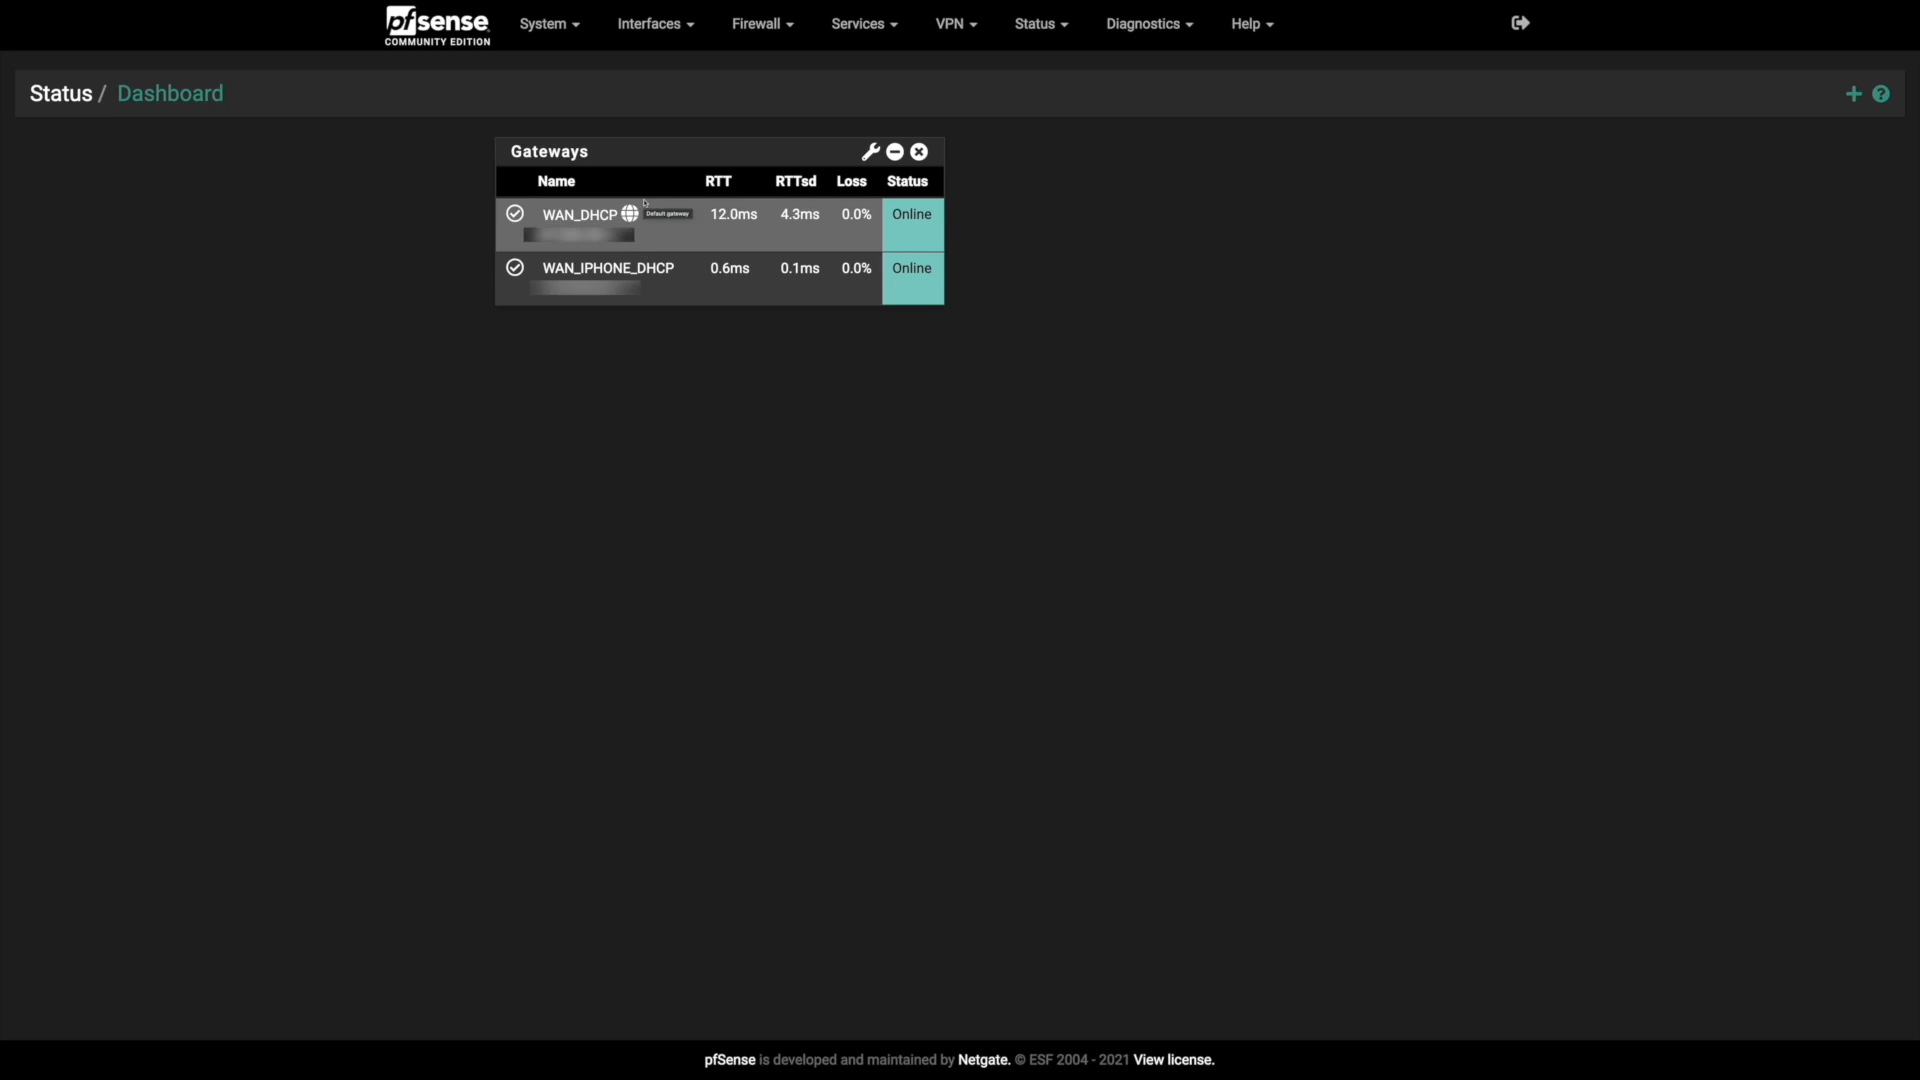 pfsense System Interfaces Firewall Services VPN Status Diagnostics Help
COMMUNITY EDITION
Status / Dashboard
Gateways
Name RTT RTTsd Loss Status
WAN_DHCP Default gateway 12.0ms 4.3ms 0.0% Online
WAN_IPHONE_DHCP 0.6ms 0.1ms 0.0% Online
pfSense is developed and maintained by Netgate. © ESF 2004 - 2021 View license.